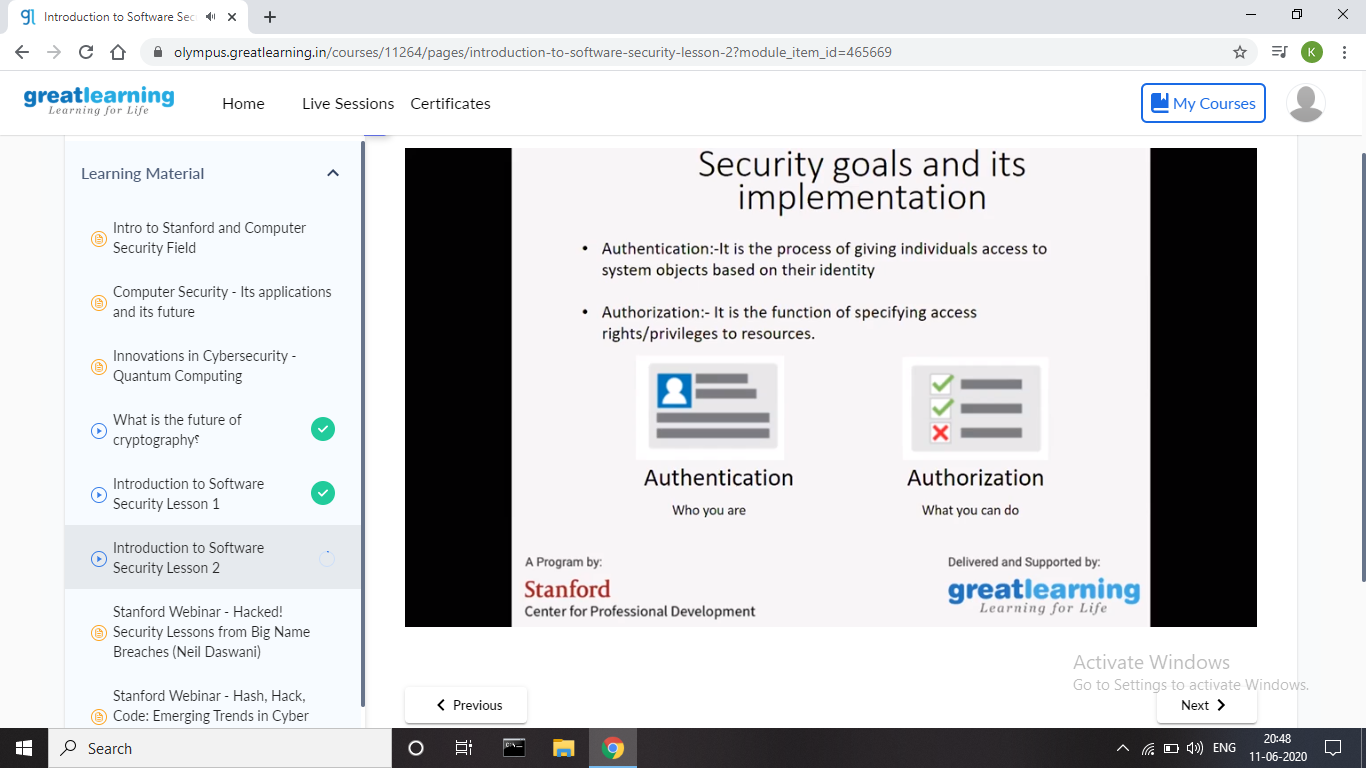 Introduction to Software Sec
olympus.greatlearning.in/courses/11264/pages/introduction-to-software-security-lesson-2?module_item_id=465669
K
greatlearning
Learning for Life
Home
Live Sessions
Certificates
My Courses
Learning Material
Intro to Stanford and Computer
Security Field
Computer Security - Its applications
and its future
Innovations in Cybersecurity -
Quantum Computing
What is the future of
cryptography?
Introduction to Software
Security Lesson 1
Introduction to Software
Security Lesson 2
Stanford Webinar - Hacked!
Security Lessons from Big Name
Breaches (Neil Daswani)
Stanford Webinar - Hash, Hack,
Code: Emerging Trends in Cyber
Security goals and its
implementation
• Authentication:-It is the process of giving individuals access to
system objects based on their identity
• Authorization:- It is the function of specifying access
rights/privileges to resources.
Authentication
Who you are
Authorization
What you can do
A Program by:
Stanford
Center for Professional Development
Delivered and Supported by:
greatlearning
Learning for Life
Activate Windows
Go to Settings to activate Windows.
Previous
Next
Search
ENG
20:48
11-06-2020